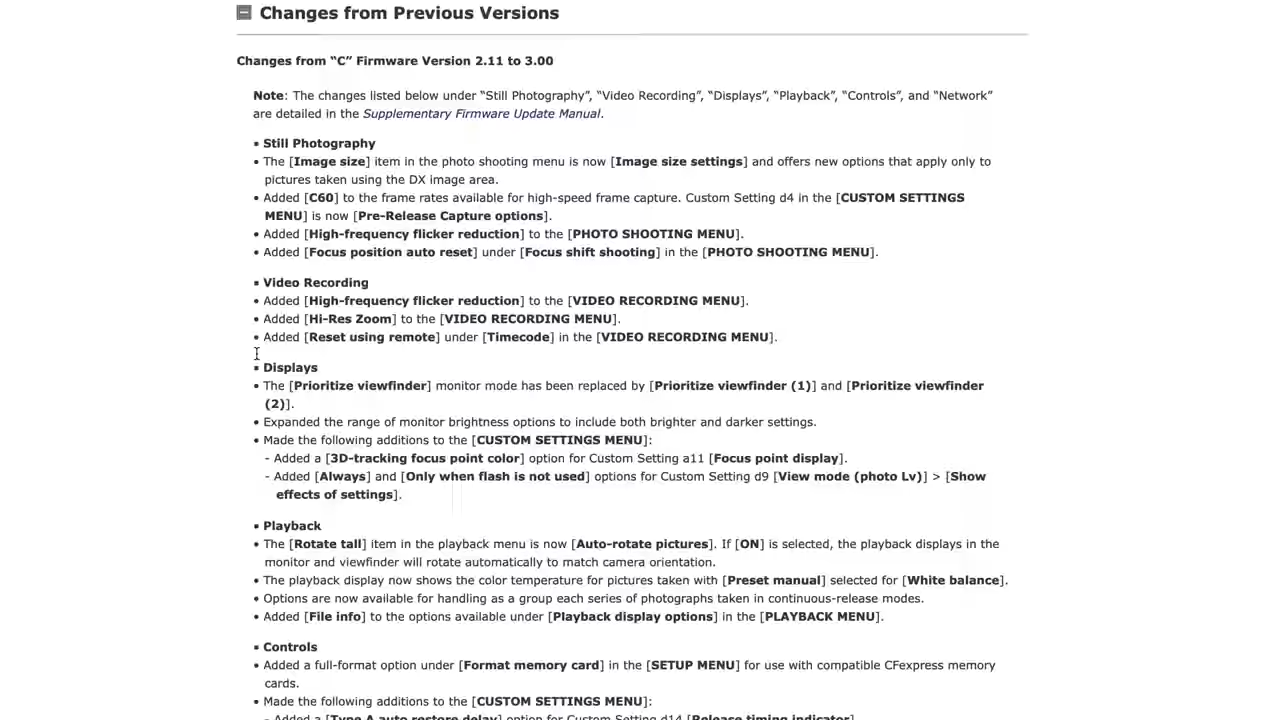 Changes from Previous Versions
Changes from “C” Firmware Version 2.11 to 3.00
Note: The changes listed below under “Still Photography”, “Video Recording”, “Displays”, “Playback”, “Controls”, and “Network”
are detailed in the Supplementary Firmware Update Manual.
▪ Still Photography
• The [Image size] item in the photo shooting menu is now [Image size settings] and offers new options that apply only to
pictures taken using the DX image area.
• Added [C60] to the frame rates available for high-speed frame capture. Custom Setting d4 in the [CUSTOM SETTINGS
MENU] is now [Pre-Release Capture options].
• Added [High-frequency flicker reduction] to the [PHOTO SHOOTING MENU].
• Added [Focus position auto reset] under [Focus shift shooting] in the [PHOTO SHOOTING MENU].
▪ Video Recording
• Added [High-frequency flicker reduction] to the [VIDEO RECORDING MENU].
• Added [Hi-Res Zoom] to the [VIDEO RECORDING MENU].
• Added [Reset using remote] under [Timecode] in the [VIDEO RECORDING MENU].
▪ Displays
• The [Prioritize viewfinder] monitor mode has been replaced by [Prioritize viewfinder (1)] and [Prioritize viewfinder
(2)].
• Expanded the range of monitor brightness options to include both brighter and darker settings.
• Made the following additions to the [CUSTOM SETTINGS MENU]:
- Added a [3D-tracking focus point color] option for Custom Setting a11 [Focus point display].
- Added [Always] and [Only when flash is not used] options for Custom Setting d9 [View mode (photo Lv)] > [Show
effects of settings].
▪ Playback
• The [Rotate tall] item in the playback menu is now [Auto-rotate pictures]. If [ON] is selected, the playback displays in the
monitor and viewfinder will rotate automatically to match camera orientation.
• The playback display now shows the color temperature for pictures taken with [Preset manual] selected for [White balance].
• Options are now available for handling as a group each series of photographs taken in continuous-release modes.
• Added [File info] to the options available under [Playback display options] in the [PLAYBACK MENU].
▪ Controls
• Added a full-format option under [Format memory card] in the [SETUP MENU] for use with compatible CFexpress memory
cards.
• Made the following additions to the [CUSTOM SETTINGS MENU]:
- Added a [Type A auto restore delay] option for Custom Setting d14 [Release timing indicator].